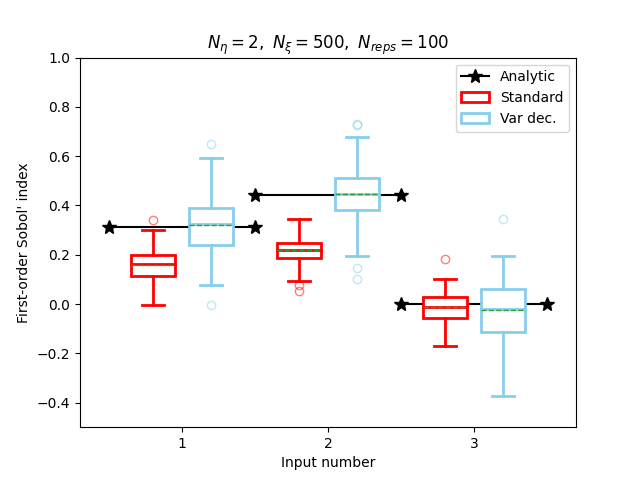 N_η = 2, N_ξ = 500, N_reps = 100
First-order Sobol' index
1.0
0.8
0.6
0.4
0.2
0.0
−0.2
−0.4
Analytic
Standard
Var dec.
1 2 3
Input number